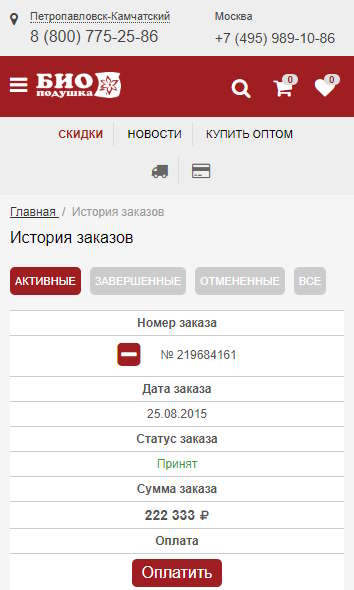 Петропавловск-Камчатский
Москва
8 (800) 775-25-86
+7 (495) 989-10-86
БИО
подушка
0
0
СКИДКИ
НОВОСТИ
КУПИТЬ ОПТОМ
Главная / История заказов
История заказов
АКТИВНЫЕ
ЗАВЕРШЕННЫЕ
ОТМЕНЕННЫЕ
ВСЕ
Номер заказа
№ 219684161
Дата заказа
25.08.2015
Статус заказа
Принят
Сумма заказа
222 333 ₽
Оплата
Оплатить